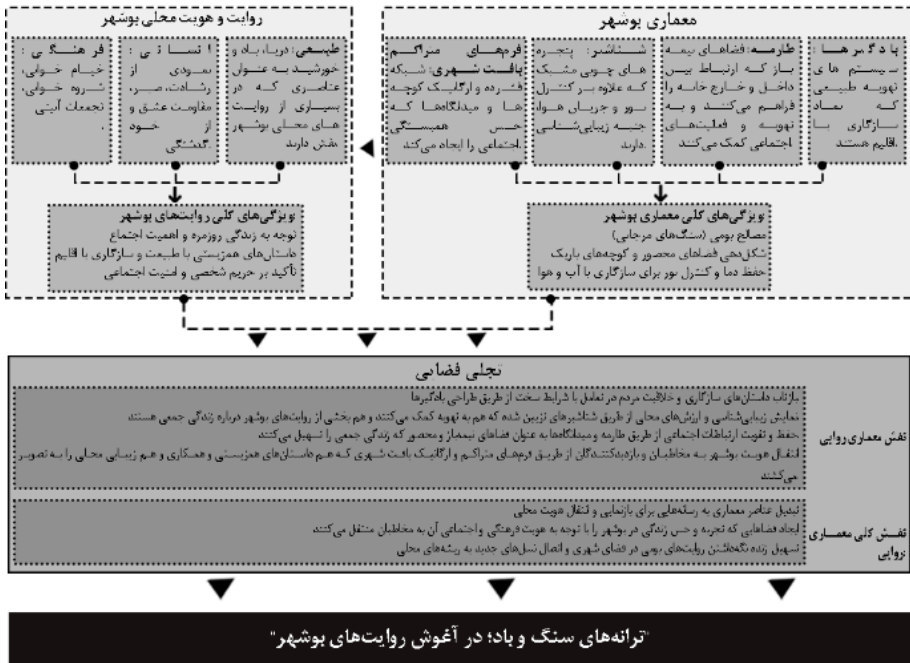 معماری بوشهر
بادگیرها:
سیستم های
تهویه طبیعی
که نماد
سازگاری با
اقلیم هستند
طارمه: فضاهای نیمه
باز که ارتباط بین
داخل و خارج خانه را
فراهم می‌کنند و به
تهویه و فعالیت‌های
اجتماعی کمک می‌کنند
شناشیر: پنجره
های چوبی مشبک
که علاوه بر کنترل
نور و جریان هوا،
جنبه زیبایی‌شناسی
دارند
فرم‌های متراکم
بافت شهری: شبکه
فشرده و ارگانیک کوچه
ها و میدانگاه‌ها که
حس همبستگی
اجتماعی را ایجاد می‌کند
ویژگی‌های کلی معماری بوشهر
مصالح بومی (سنگ‌های مرجانی)
شکل‌دهی فضاهای محصور و کوچه‌های باریک
حفظ دما و کنترل نور برای سازگاری با آب و هوا
روایت و هویت محلی بوشهر
طبیعی: دریا، باد و
خورشید به عنوان
عناصری که در
بسیاری از روایت
های محلی بوشهر
نقش دارند
انسانی:
نمودی از
رشادت، صبر،
مقاومت عشق و
از خود
گذشتگی
فرهنگی:
خیام خوانی،
شروه خوانی،
تجمعات آیینی
.
ویژگی‌های کلی روایت‌های بوشهر
توجه به زندگی روزمره و اهمیت اجتماع
داستان‌های همزیستی با طبیعت و سازگاری با اقلیم
تأکید بر حریم شخصی و امنیت اجتماعی
تجلی فضایی
نقش معماری روایی
بازتاب داستان‌های سازگاری و خلاقیت مردم در تعامل با شرایط سخت از طریق طراحی بادگیرها
نمایش زیبایی‌شناسی و ارزش‌های محلی از طریق شناشیرهای تزیین شده که هم به تهویه کمک می‌کنند و هم بخشی از روایت‌های بوشهر درباره زندگی جمعی هستند
حفظ و تقویت ارتباطات اجتماعی از طریق طارمه و میدانگاه‌ها به عنوان فضاهای نیمه‌باز و محصور که زندگی جمعی را تسهیل می‌کنند
انتقال هویت بوشهر به مخاطبان و بازدیدکنندگان از طریق فرم‌های متراکم و ارگانیک بافت شهری که هم داستان‌های همزیستی و همکاری و هم زیبایی محلی را به تصویر
می‌کشند
نقش کلی معماری
روایی
تبدیل عناصر معماری به رسانه‌هایی برای بازنمایی و انتقال هویت محلی
ایجاد فضاهایی که تجربه و حس زندگی در بوشهر را با توجه به هویت فرهنگی و اجتماعی آن به مخاطبان منتقل می‌کنند
تسهیل زنده نگه‌داشتن روایت‌های بومی در فضای شهری و اتصال نسل‌های جدید به ریشه‌های محلی
"ترانه‌های سنگ و باد؛ در آغوش روایت‌های بوشهر"